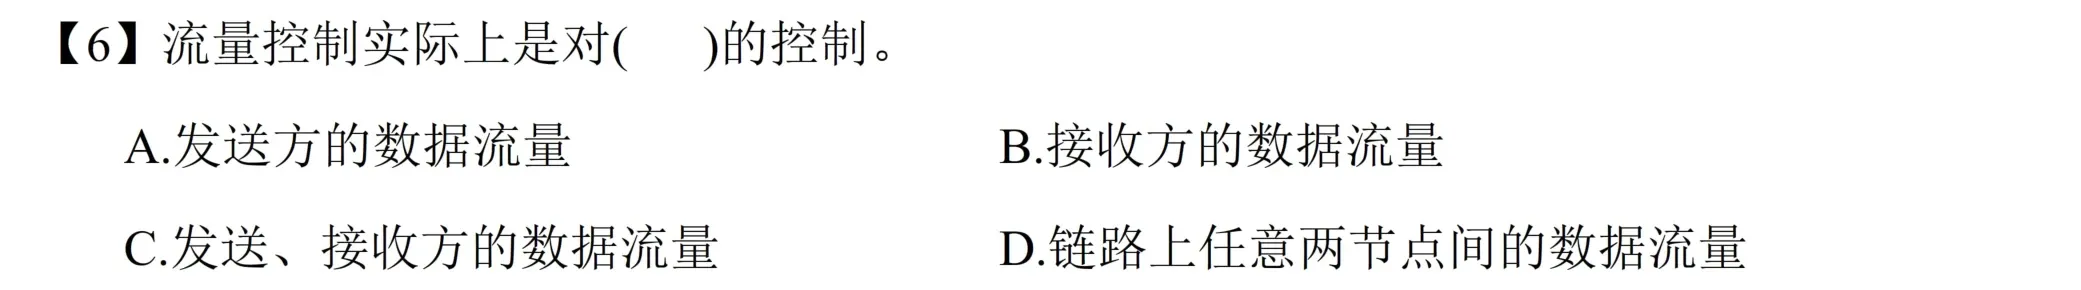 【6】流量控制实际上是对(    )的控制。
A.发送方的数据流量    B.接收方的数据流量
C.发送、接收方的数据流量    D.链路上任意两节点间的数据流量